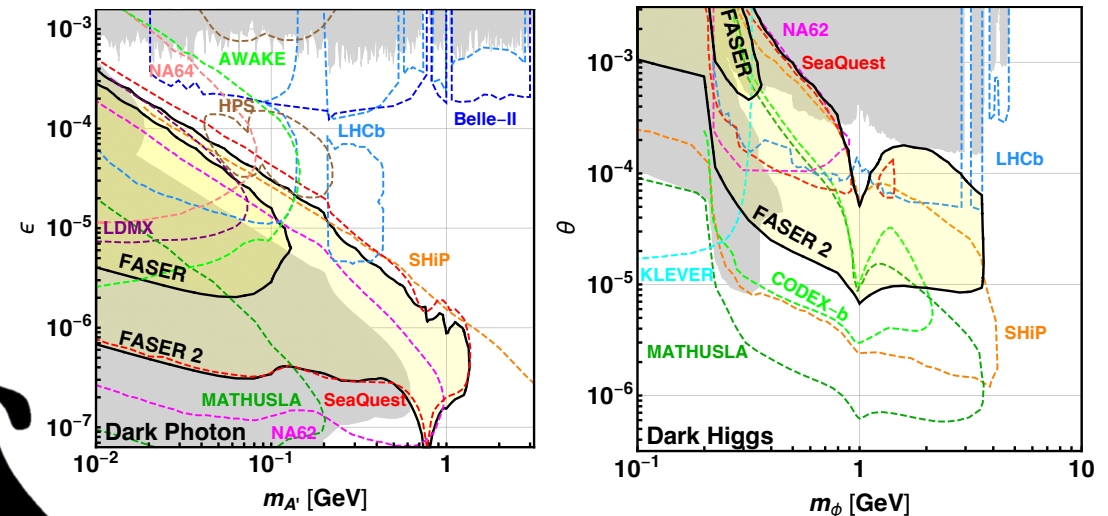 10⁻³
10⁻⁴
10⁻⁵
10⁻⁶
10⁻⁷
ϵ
NA64
AWAKE
HPS
LHCb
Belle−II
LDMX
FASER
SHiP
FASER 2
MATHUSLA
SeaQuest
NA62
Dark Photon
10⁻²
10⁻¹
1
m_A' [GeV]
10⁻³
10⁻⁴
10⁻⁵
10⁻⁶
θ
FASER
NA62
SeaQuest
LHCb
FASER 2
KLEVER
CODEX−b
SHiP
MATHUSLA
Dark Higgs
10⁻¹
1
10
m_ϕ [GeV]